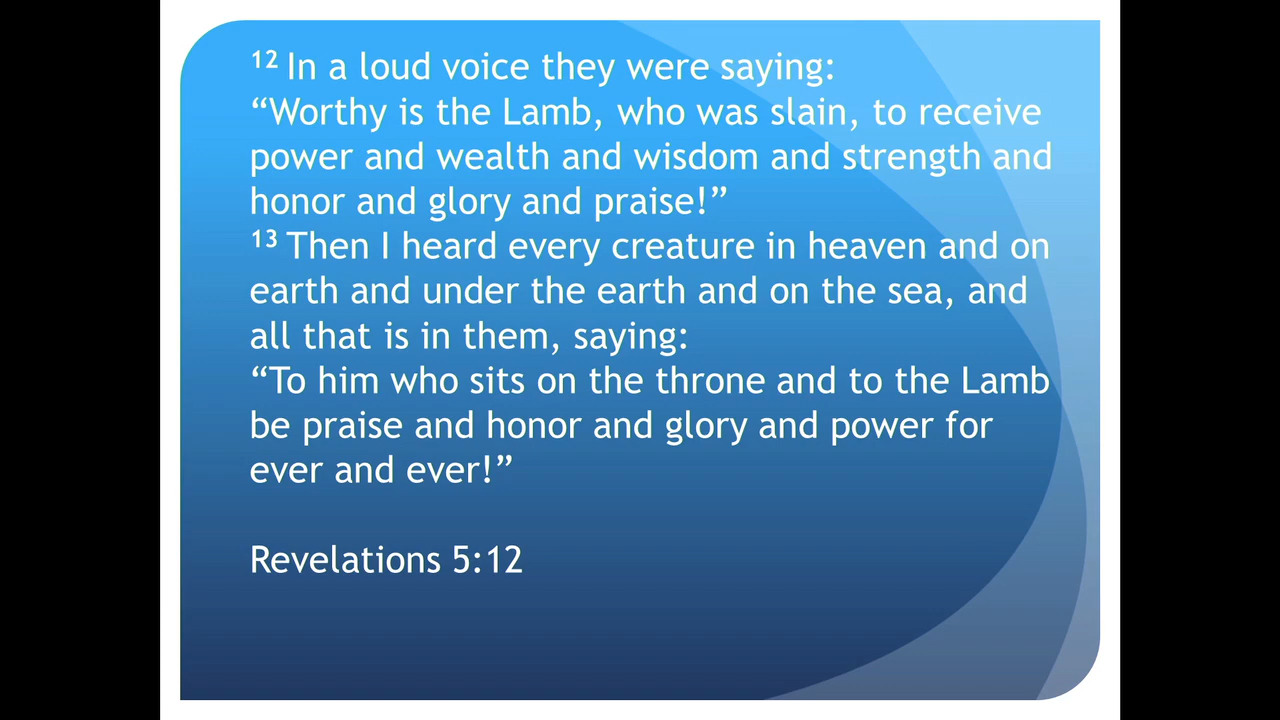 12 In a loud voice they were saying:
“Worthy is the Lamb, who was slain, to receive
power and wealth and wisdom and strength and
honor and glory and praise!”
13 Then I heard every creature in heaven and on
earth and under the earth and on the sea, and
all that is in them, saying:
“To him who sits on the throne and to the Lamb
be praise and honor and glory and power for
ever and ever!”
Revelations 5:12